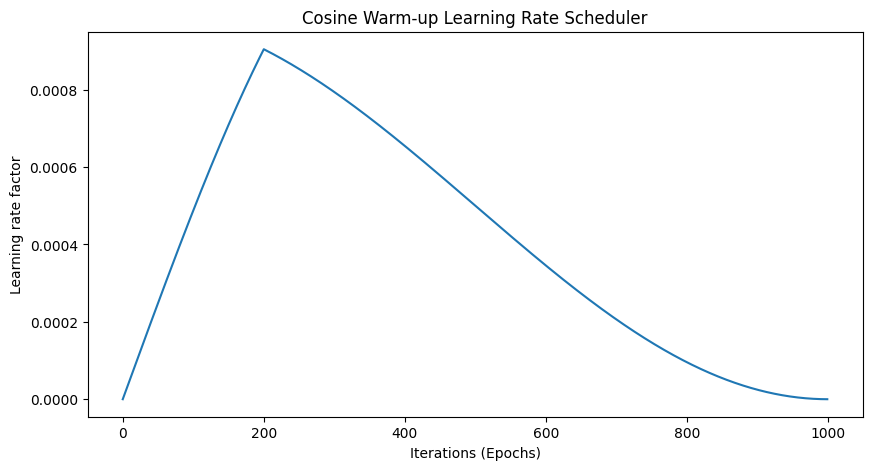 Cosine Warm-up Learning Rate Scheduler
Learning rate factor
0.0008
0.0006
0.0004
0.0002
0.0000
0 200 400 600 800 1000
Iterations (Epochs)